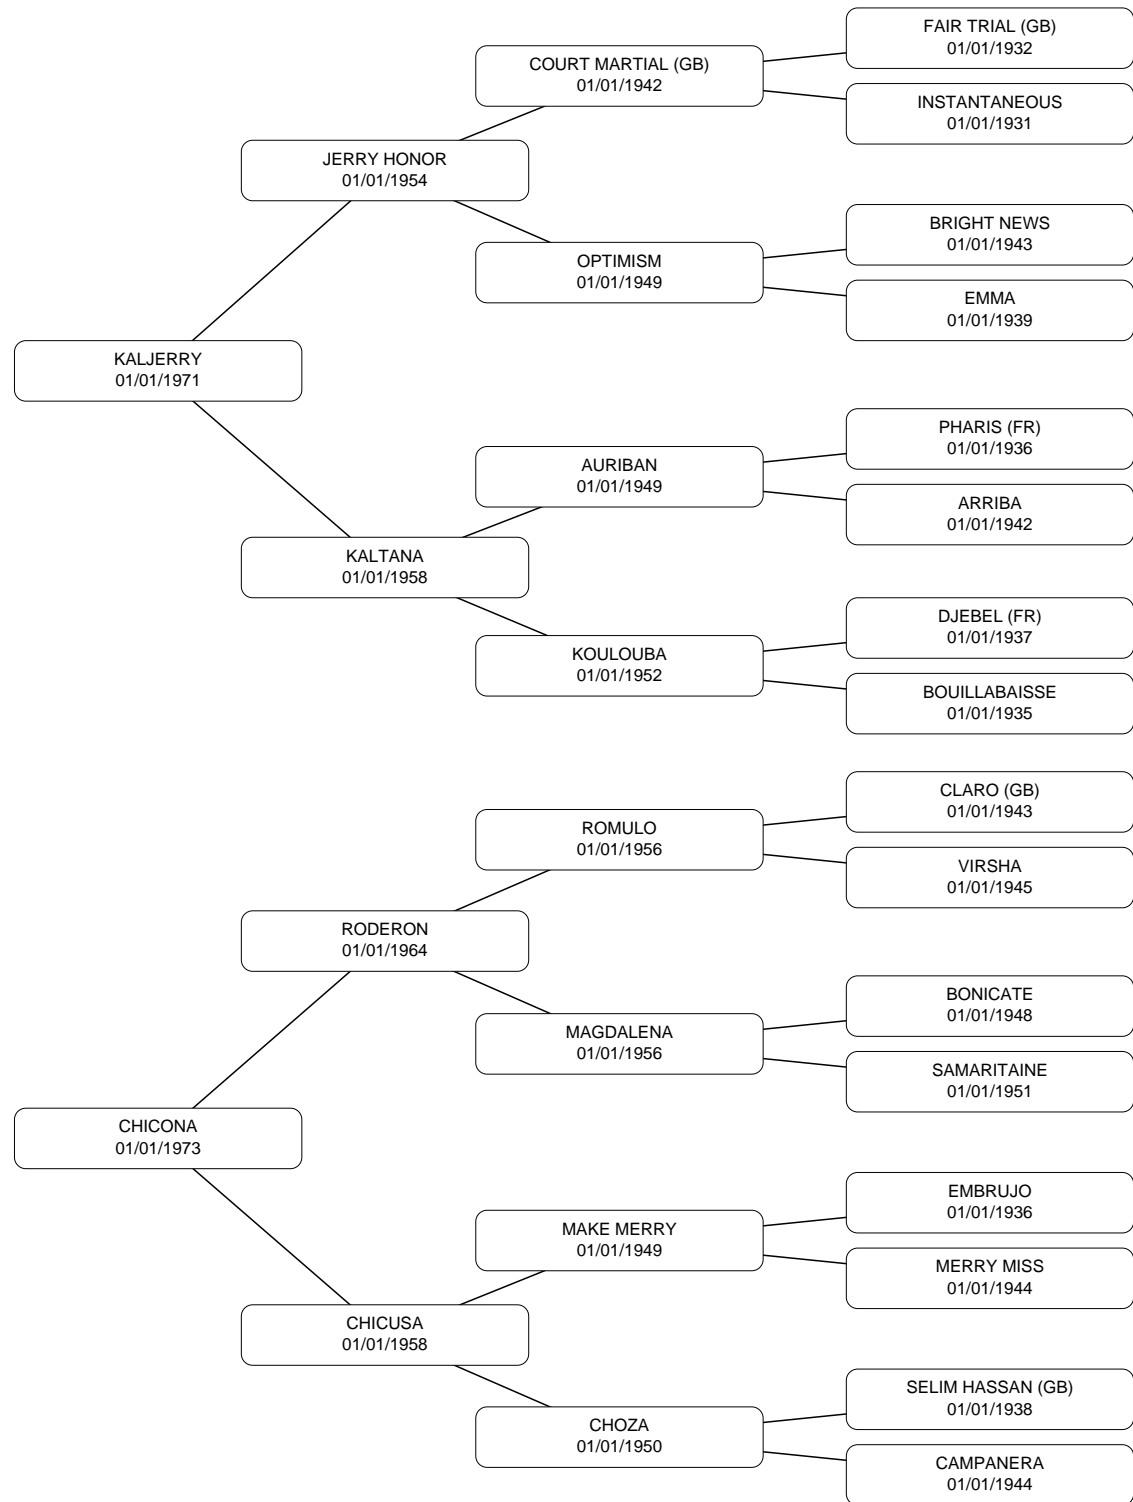 FAIR TRIAL (GB)
01/01/1932
COURT MARTIAL (GB)
01/01/1942
INSTANTANEOUS
01/01/1931
JERRY HONOR
01/01/1954
BRIGHT NEWS
01/01/1943
OPTIMISM
01/01/1949
EMMA
01/01/1939
KALJERRY
01/01/1971
PHARIS (FR)
01/01/1936
AURIBAN
01/01/1949
ARRIBA
01/01/1942
KALTANA
01/01/1958
DJEBEL (FR)
01/01/1937
KOULOUBA
01/01/1952
BOUILLABAISSE
01/01/1935
CLARO (GB)
01/01/1943
ROMULO
01/01/1956
VIRSHA
01/01/1945
RODERON
01/01/1964
BONICATE
01/01/1948
MAGDALENA
01/01/1956
SAMARITAINE
01/01/1951
CHICONA
01/01/1973
EMBRUJO
01/01/1936
MAKE MERRY
01/01/1949
MERRY MISS
01/01/1944
CHICUSA
01/01/1958
SELIM HASSAN (GB)
01/01/1938
CHOZA
01/01/1950
CAMPANERA
01/01/1944